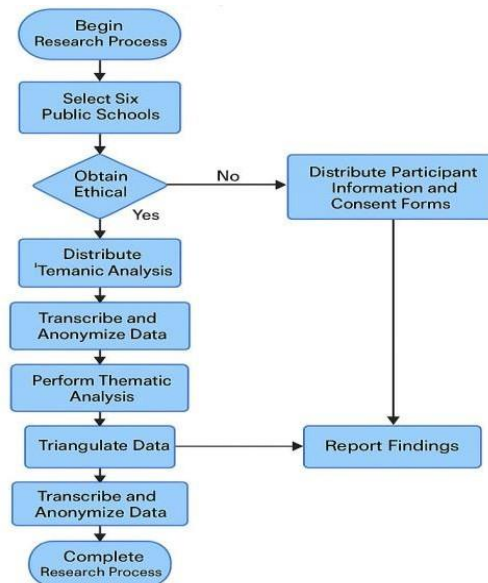 Begin
Research Process
Select Six
Public Schools
Obtain
Ethical
No
Yes
Distribute Participant
Information and
Consent Forms
Distribute
'Temanic Analysis
Transcribe and
Anonymize Data
Perform Thematic
Analysis
Triangulate Data
Report Findings
Transcribe and
Anonymize Data
Complete
Research Process